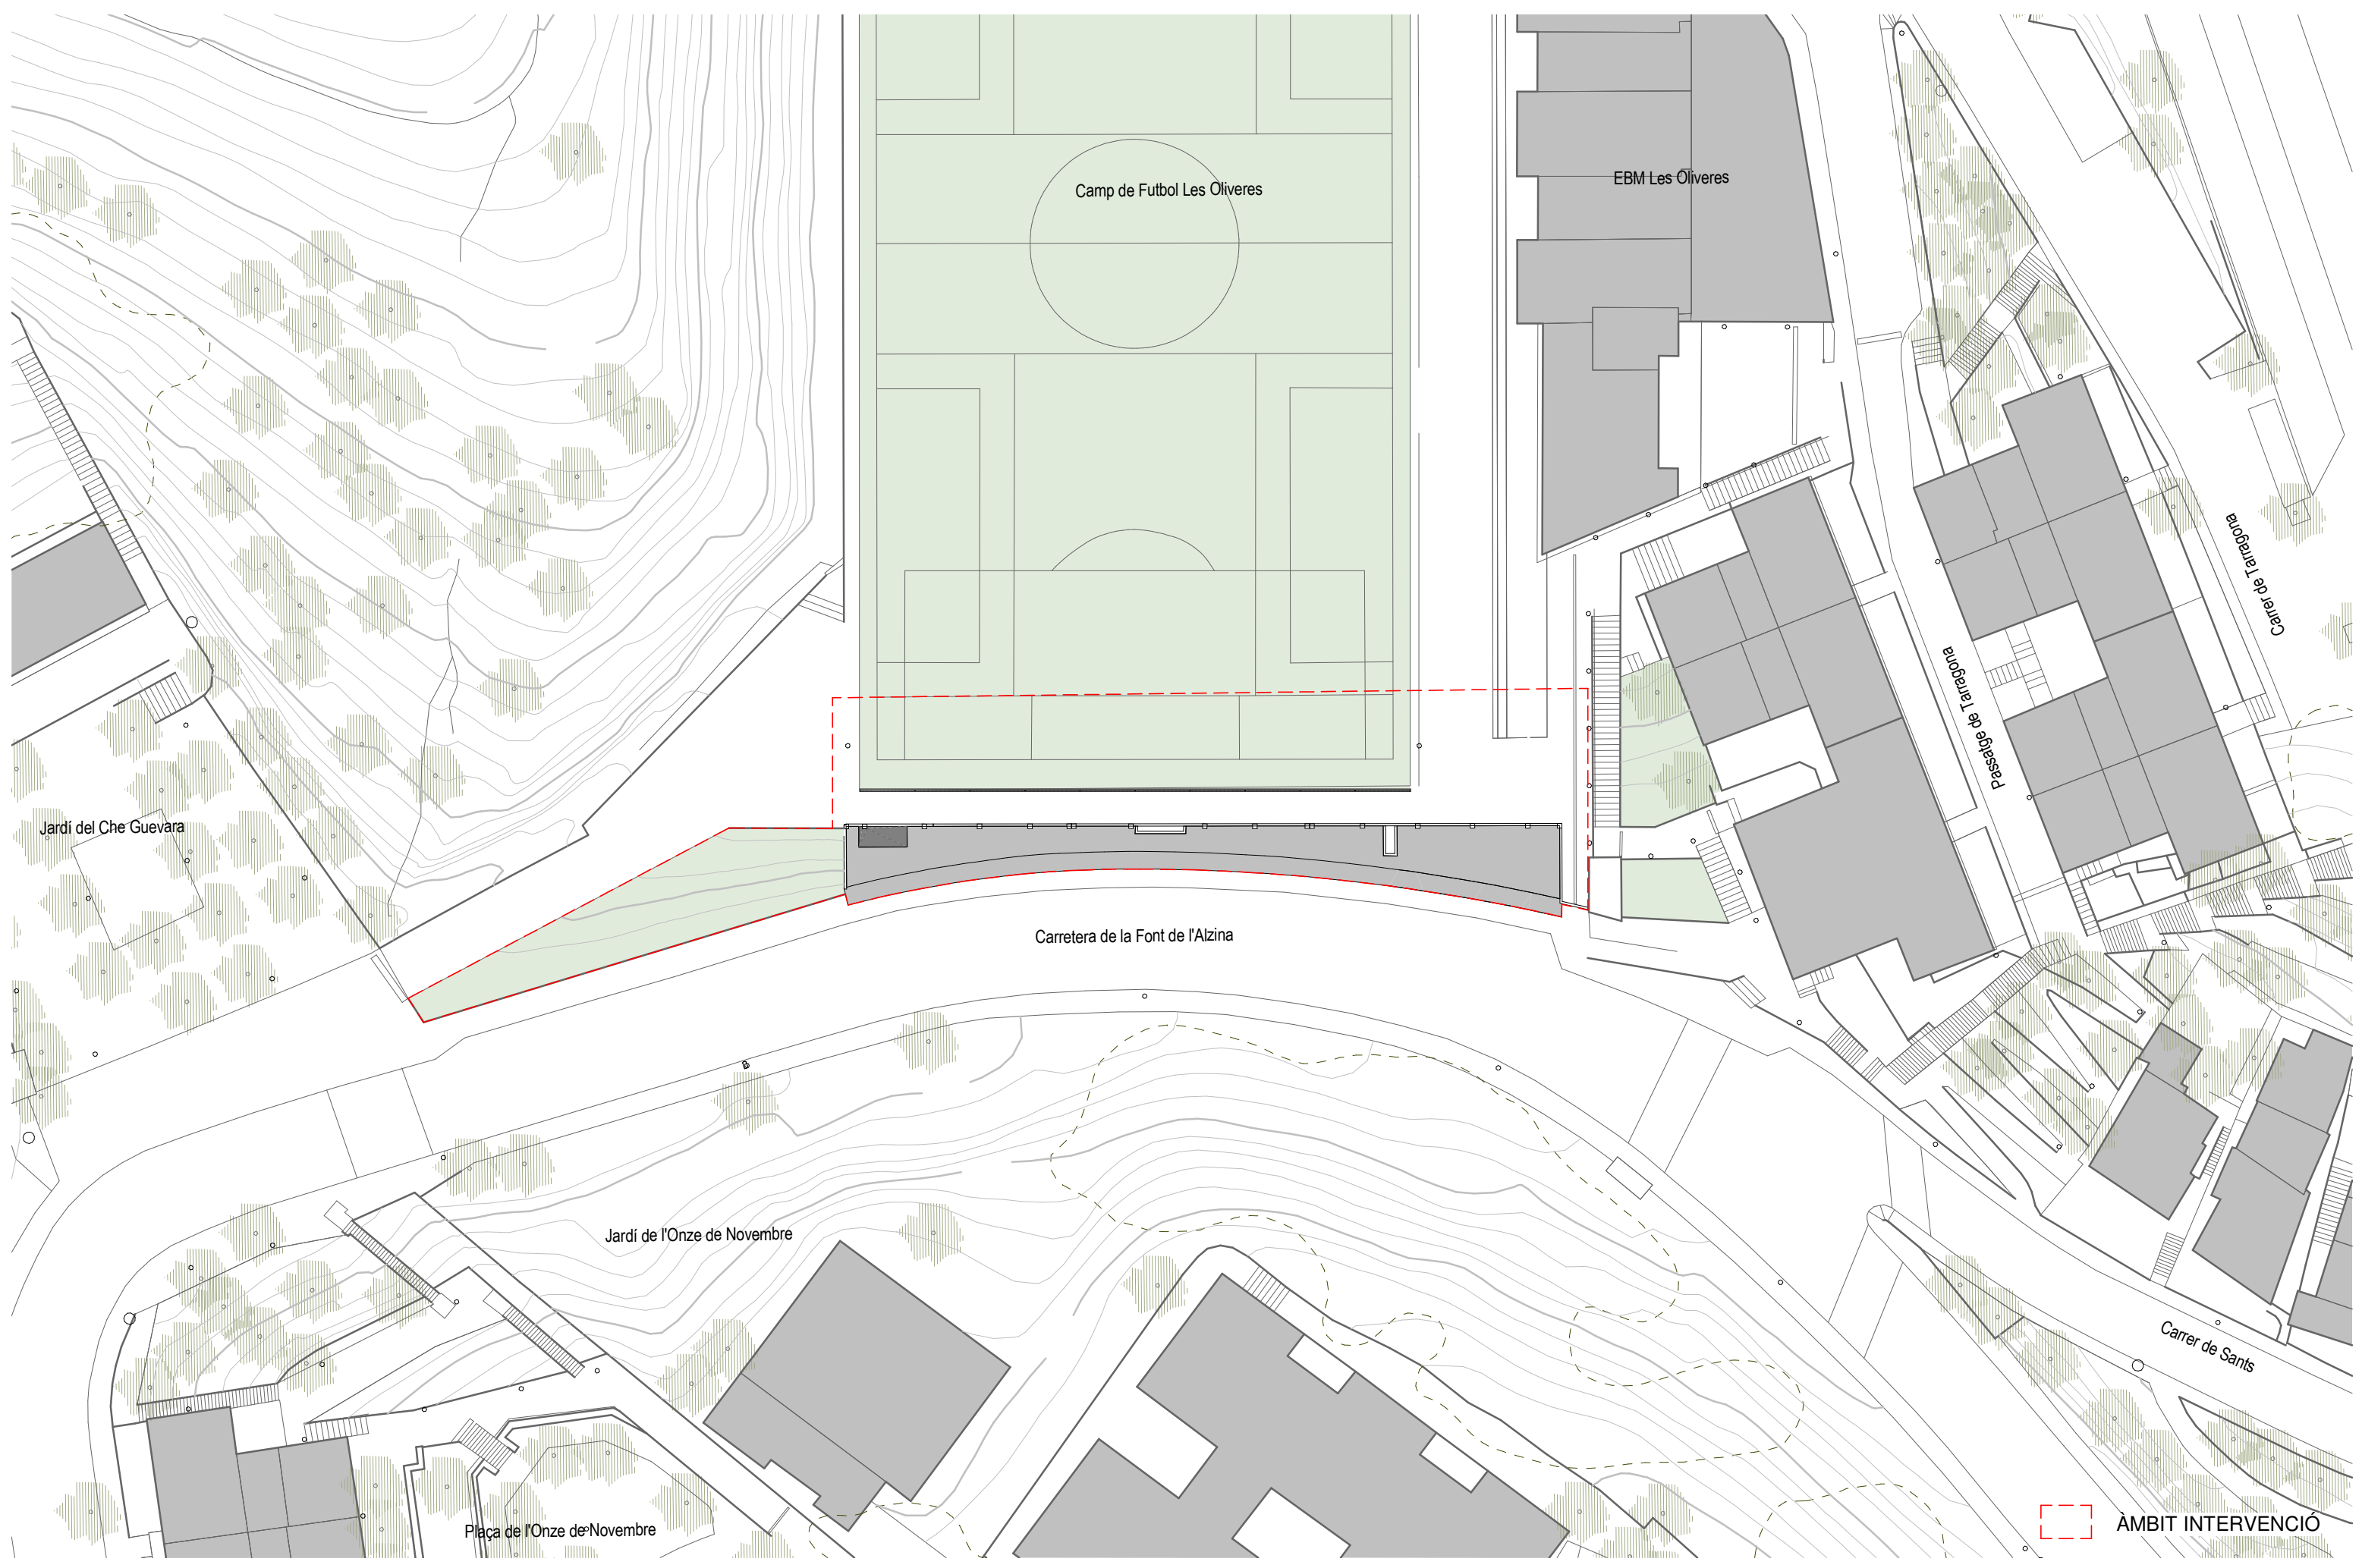 Camp de Futbol Les Oliveres
EBM Les Oliveres
Carrer de Tarragona
Passatge de Tarragona
Jardí del Che Guevara
Carretera de la Font de l'Alzina
Jardí de l'Onze de Novembre
Carrer de Sants
Plaça de l'Onze de Novembre
ÀMBIT INTERVENCIÓ